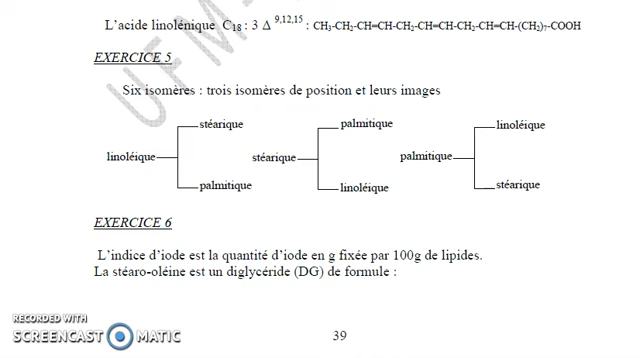 L'acide linolénique C18 : 3 Δ 9,12,15 : CH3-CH2-CH=CH-CH2-CH=CH-CH2-CH=CH-(CH2)7-COOH
EXERCICE 5
Six isomères : trois isomères de position et leurs images
stéarique
linoléique
palmitique
palmitique
stéarique
linoléique
linoléique
palmitique
stéarique
EXERCICE 6
L'indice d'iode est la quantité d'iode en g fixée par 100g de lipides.
La stéaro-oléine est un diglycéride (DG) de formule :
RECORDED WITH
SCREENCAST MATIC
39